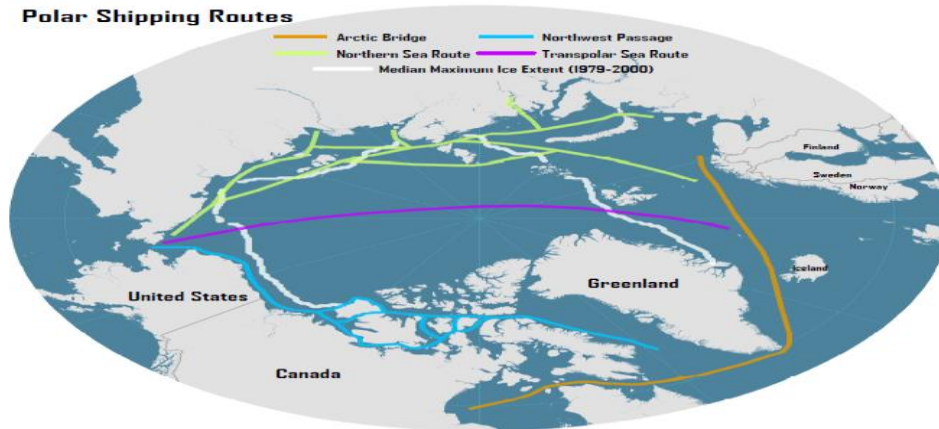 Polar Shipping Routes
Arctic Bridge
Northwest Passage
Northern Sea Route
Transpolar Sea Route
Median Maximum Ice Extent (1979-2000)
Finland
Sweden
Norway
Iceland
Greenland
United States
Canada